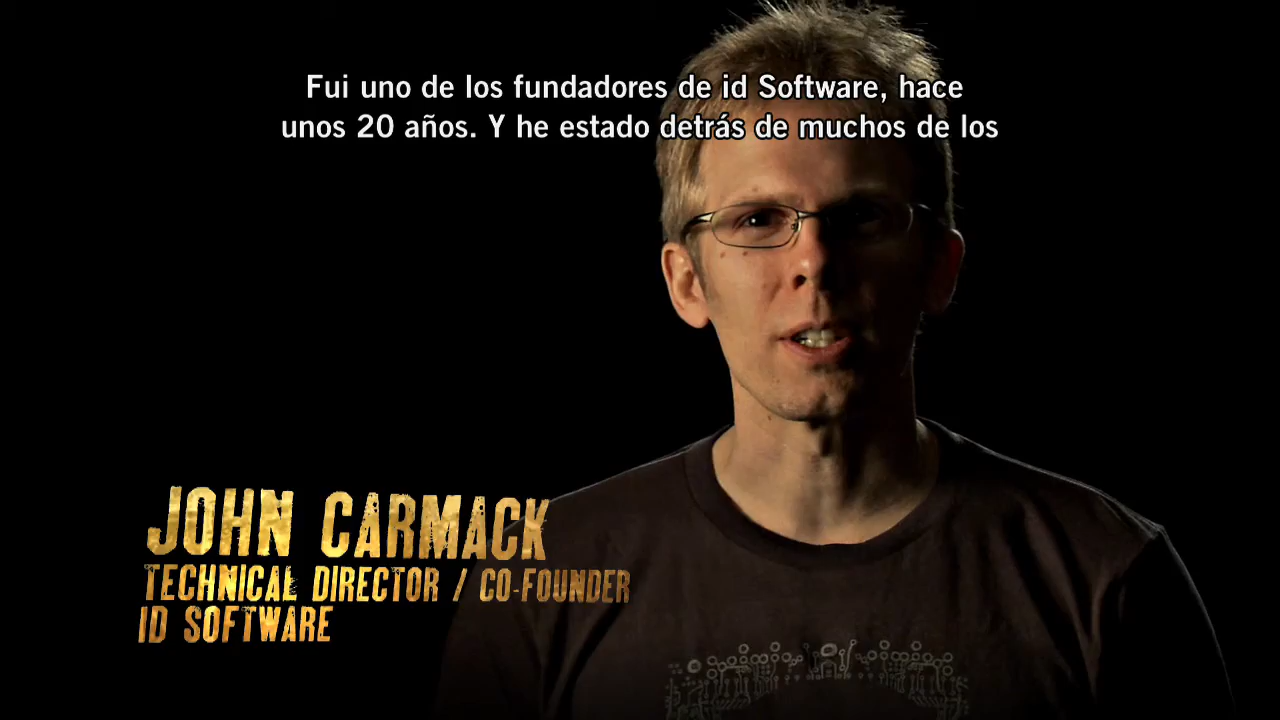 Fui uno de los fundadores de id Software, hace
unos 20 años. Y he estado detrás de muchos de los
JOHN CARMACK
TECHNICAL DIRECTOR / CO-FOUNDER
ID SOFTWARE